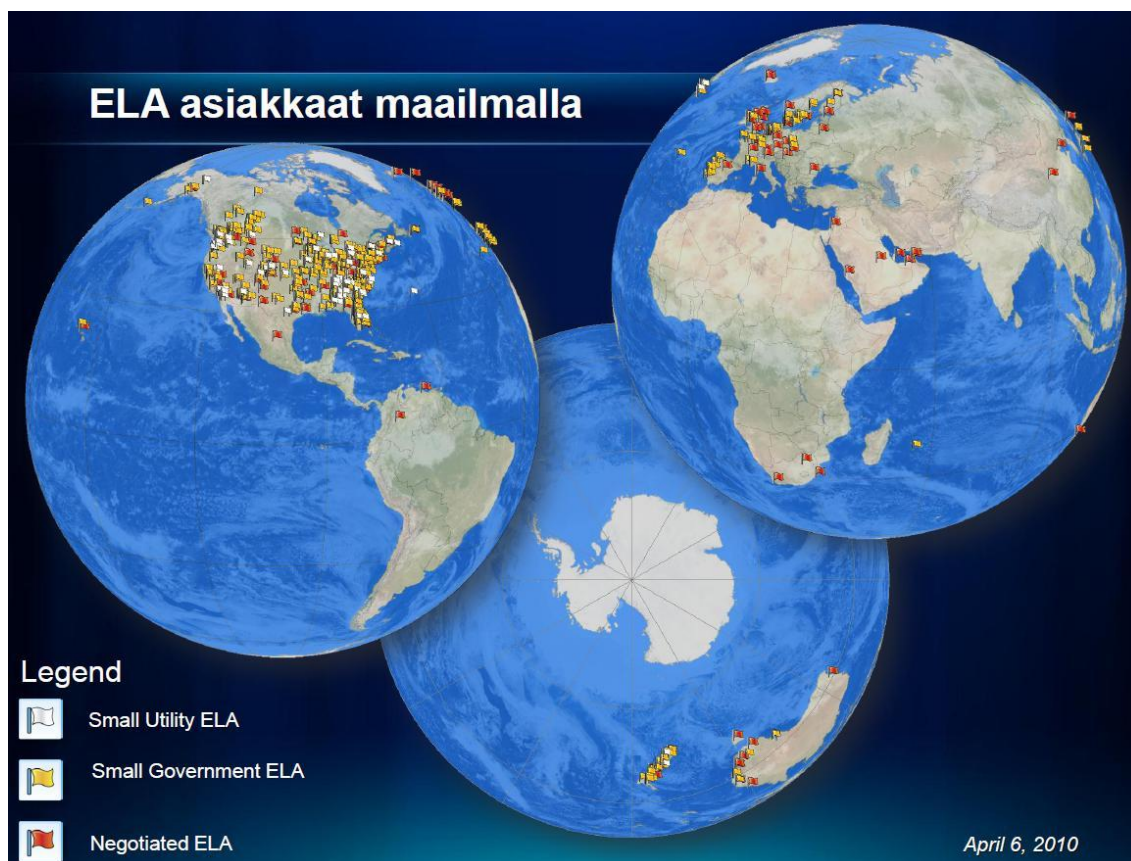 ELA asiakkaat maailmalla
Legend
Small Utility ELA
Small Government ELA
Negotiated ELA
April 6, 2010